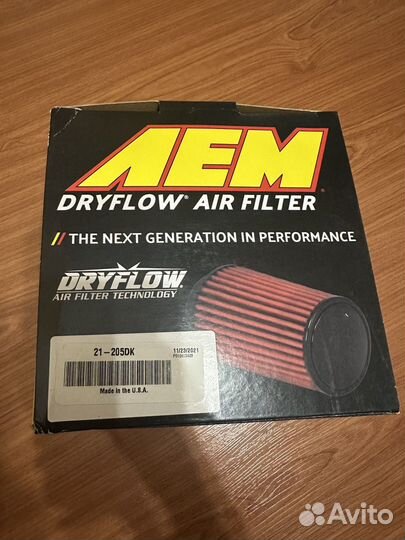 AEM
DRYFLOW® AIR FILTER
// THE NEXT GENERATION IN PERFORMANCE
DRYFLOW
AIR FILTER TECHNOLOGY
21-205DK
11/23/2021
Made in the U.S.A.
Avito